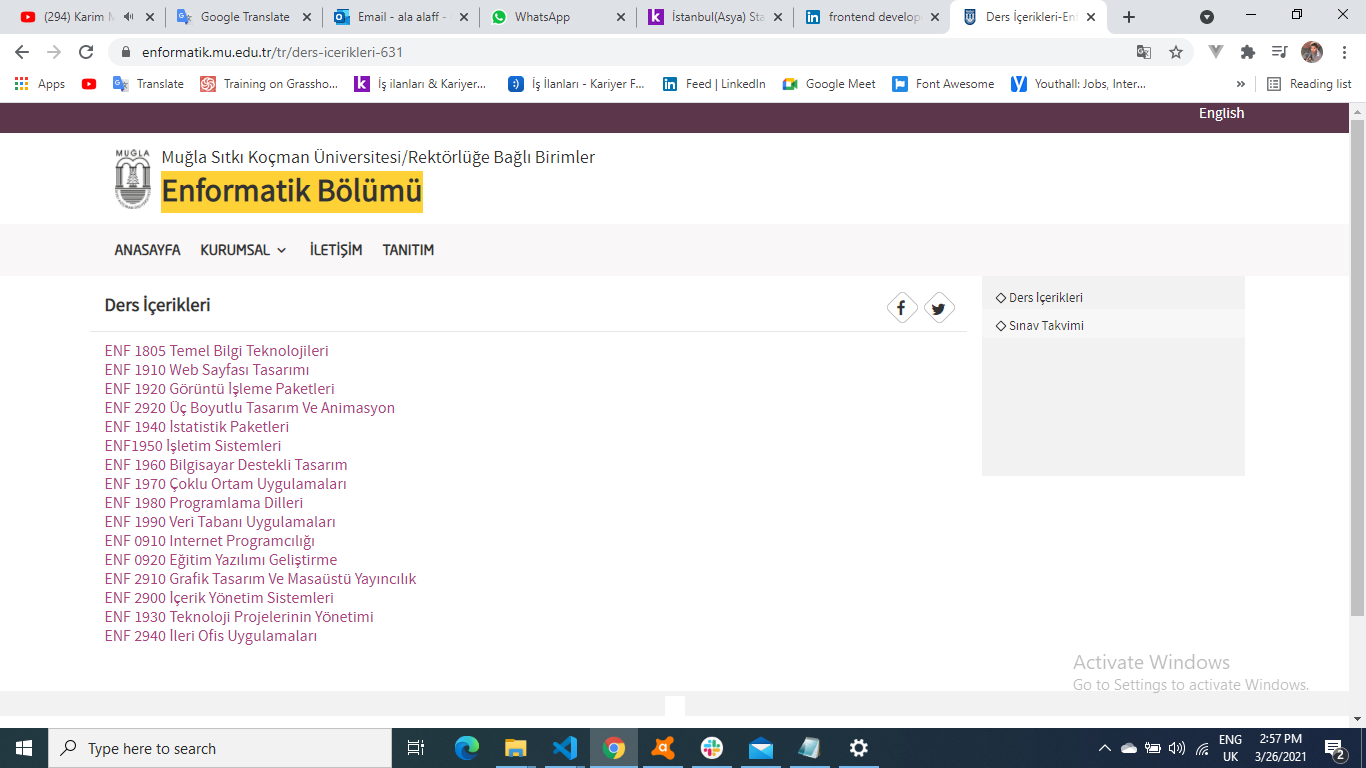 (294) Karim
Google Translate
Email - ala alaff -
WhatsApp
İstanbul(Asya) Sta
frontend develop
Ders İçerikleri-Enf
enformatik.mu.edu.tr/tr/ders-icerikleri-631
Apps
Translate
Training on Grassho...
İş ilanları & Kariyer...
İş İlanları - Kariyer F...
Feed | LinkedIn
Google Meet
Font Awesome
Youthall: Jobs, Inter...
»
Reading list
English
MUĞLA
Muğla Sıtkı Koçman Üniversitesi/Rektörlüğe Bağlı Birimler
Enformatik Bölümü
ANASAYFA KURUMSAL İLETİŞİM TANITIM
Ders İçerikleri
ENF 1805 Temel Bilgi Teknolojileri
ENF 1910 Web Sayfası Tasarımı
ENF 1920 Görüntü İşleme Paketleri
ENF 2920 Üç Boyutlu Tasarım Ve Animasyon
ENF 1940 İstatistik Paketleri
ENF1950 İşletim Sistemleri
ENF 1960 Bilgisayar Destekli Tasarım
ENF 1970 Çoklu Ortam Uygulamaları
ENF 1980 Programlama Dilleri
ENF 1990 Veri Tabanı Uygulamaları
ENF 0910 Internet Programcılığı
ENF 0920 Eğitim Yazılımı Geliştirme
ENF 2910 Grafik Tasarım Ve Masaüstü Yayıncılık
ENF 2900 İçerik Yönetim Sistemleri
ENF 1930 Teknoloji Projelerinin Yönetimi
ENF 2940 İleri Ofis Uygulamaları
Ders İçerikleri
Sınav Takvimi
Activate Windows
Go to Settings to activate Windows.
Type here to search
ENG
UK
2:57 PM
3/26/2021
2